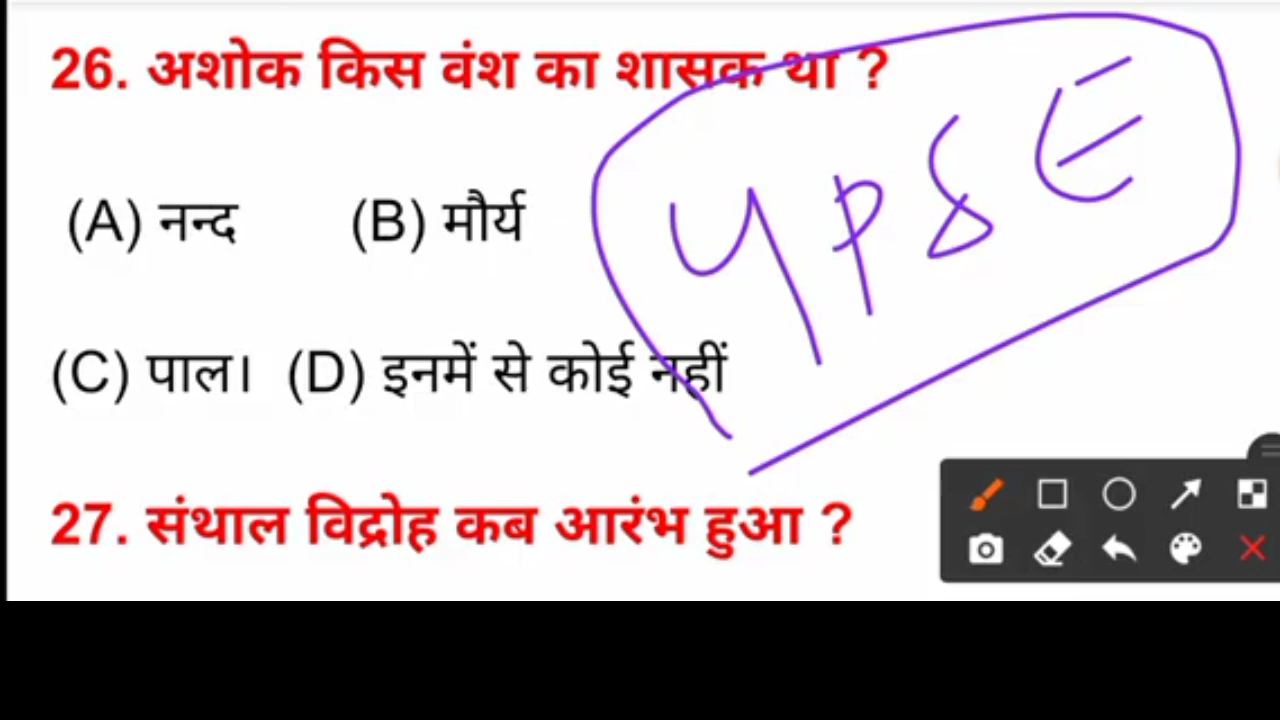 26. अशोक किस वंश का शासक था ?
(A) नन्द (B) मौर्य
YPSE
(C) पाल। (D) इनमें से कोई नहीं
27. संथाल विद्रोह कब आरंभ हुआ ?